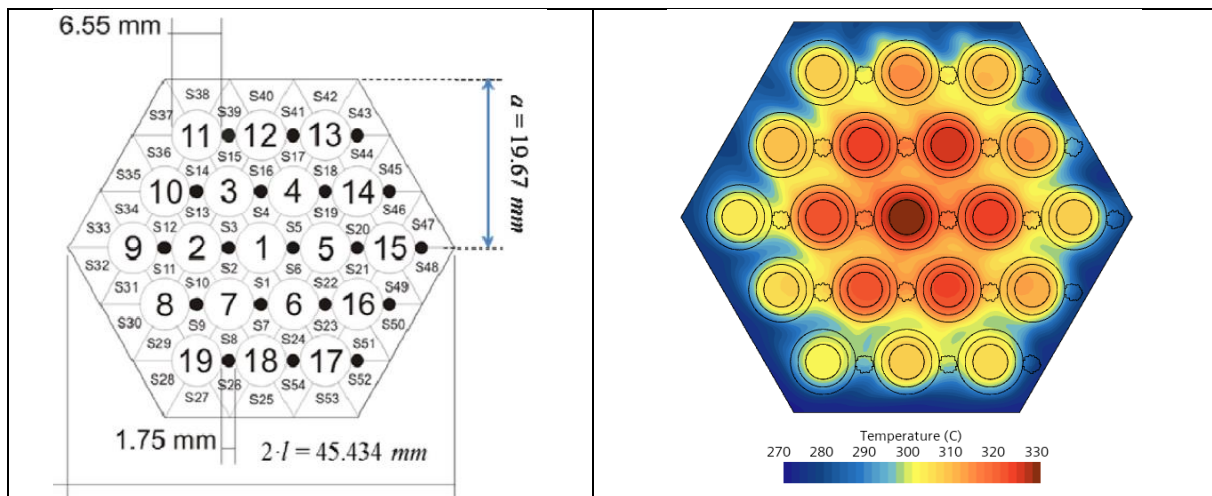 6.55 mm
S38 S40 S42
S37 S39 S41 S43
11 12 13
S36 S15 S17 S44
S35 S14 S16 S18 S45
10 3 4 14
S34 S13 S4 S19 S46
S33 S12 S3 S5 S20 S47
9 2 1 5 15
S32 S11 S2 S6 S21 S48
S31 S10 S1 S22 S49
8 7 6 16
S30 S9 S7 S23 S50
S29 S8 S24 S51
19 18 17
S28 S26 S54 S52
S27 S25 S53
a = 19.67 mm
1.75 mm
2·l = 45.434 mm
Temperature (C)
270 280 290 300 310 320 330